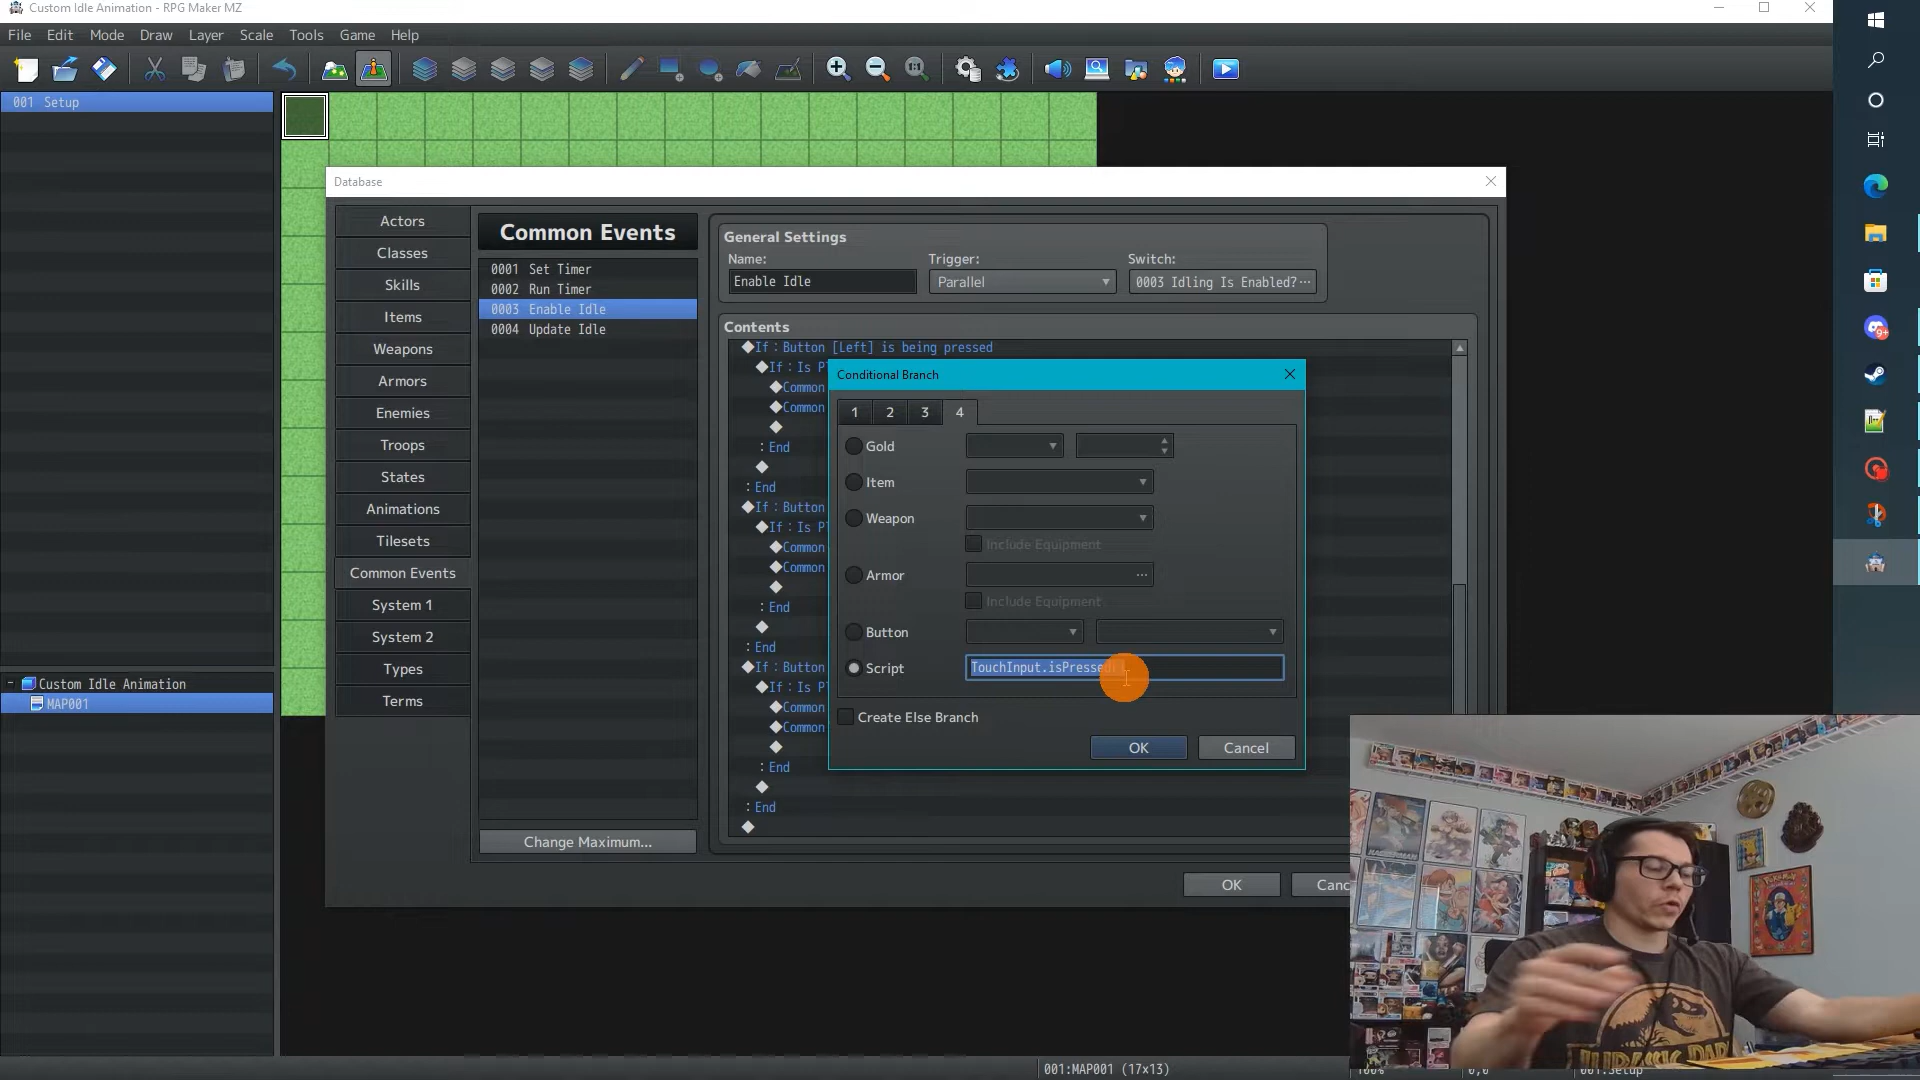 Custom Idle Animation - RPG Maker MZ
File Edit Mode Draw Layer Scale Tools Game Help
001 Setup
Database
Actors
Classes
Skills
Items
Weapons
Armors
Enemies
Troops
States
Animations
Tilesets
Common Events
System 1
System 2
Types
Terms
Common Events
0001 Set Timer
0002 Run Timer
0003 Enable Idle
0004 Update Idle
Change Maximum...
General Settings
Name: Trigger: Switch:
Enable Idle Parallel 0003 Idling Is Enabled?...
Contents
◆If：Button [Left] is being pressed
◆If：Is P
◆Common
◆Common
◆
：End
◆
：End
◆If：Button
◆If：Is P
◆Common
◆Common
◆
：End
◆
：End
◆If：Button
◆If：Is P
◆Common
◆Common
◆
：End
◆
：End
◆
Conditional Branch
1 2 3 4
Gold
Item
Weapon
Include Equipment
Armor ...
Include Equipment
Button
Script TouchInput.isPressed
Create Else Branch
OK Cancel
OK Canc
Custom Idle Animation
MAP001
001:MAP001 (17x13) 100% 0,0 001:Setup